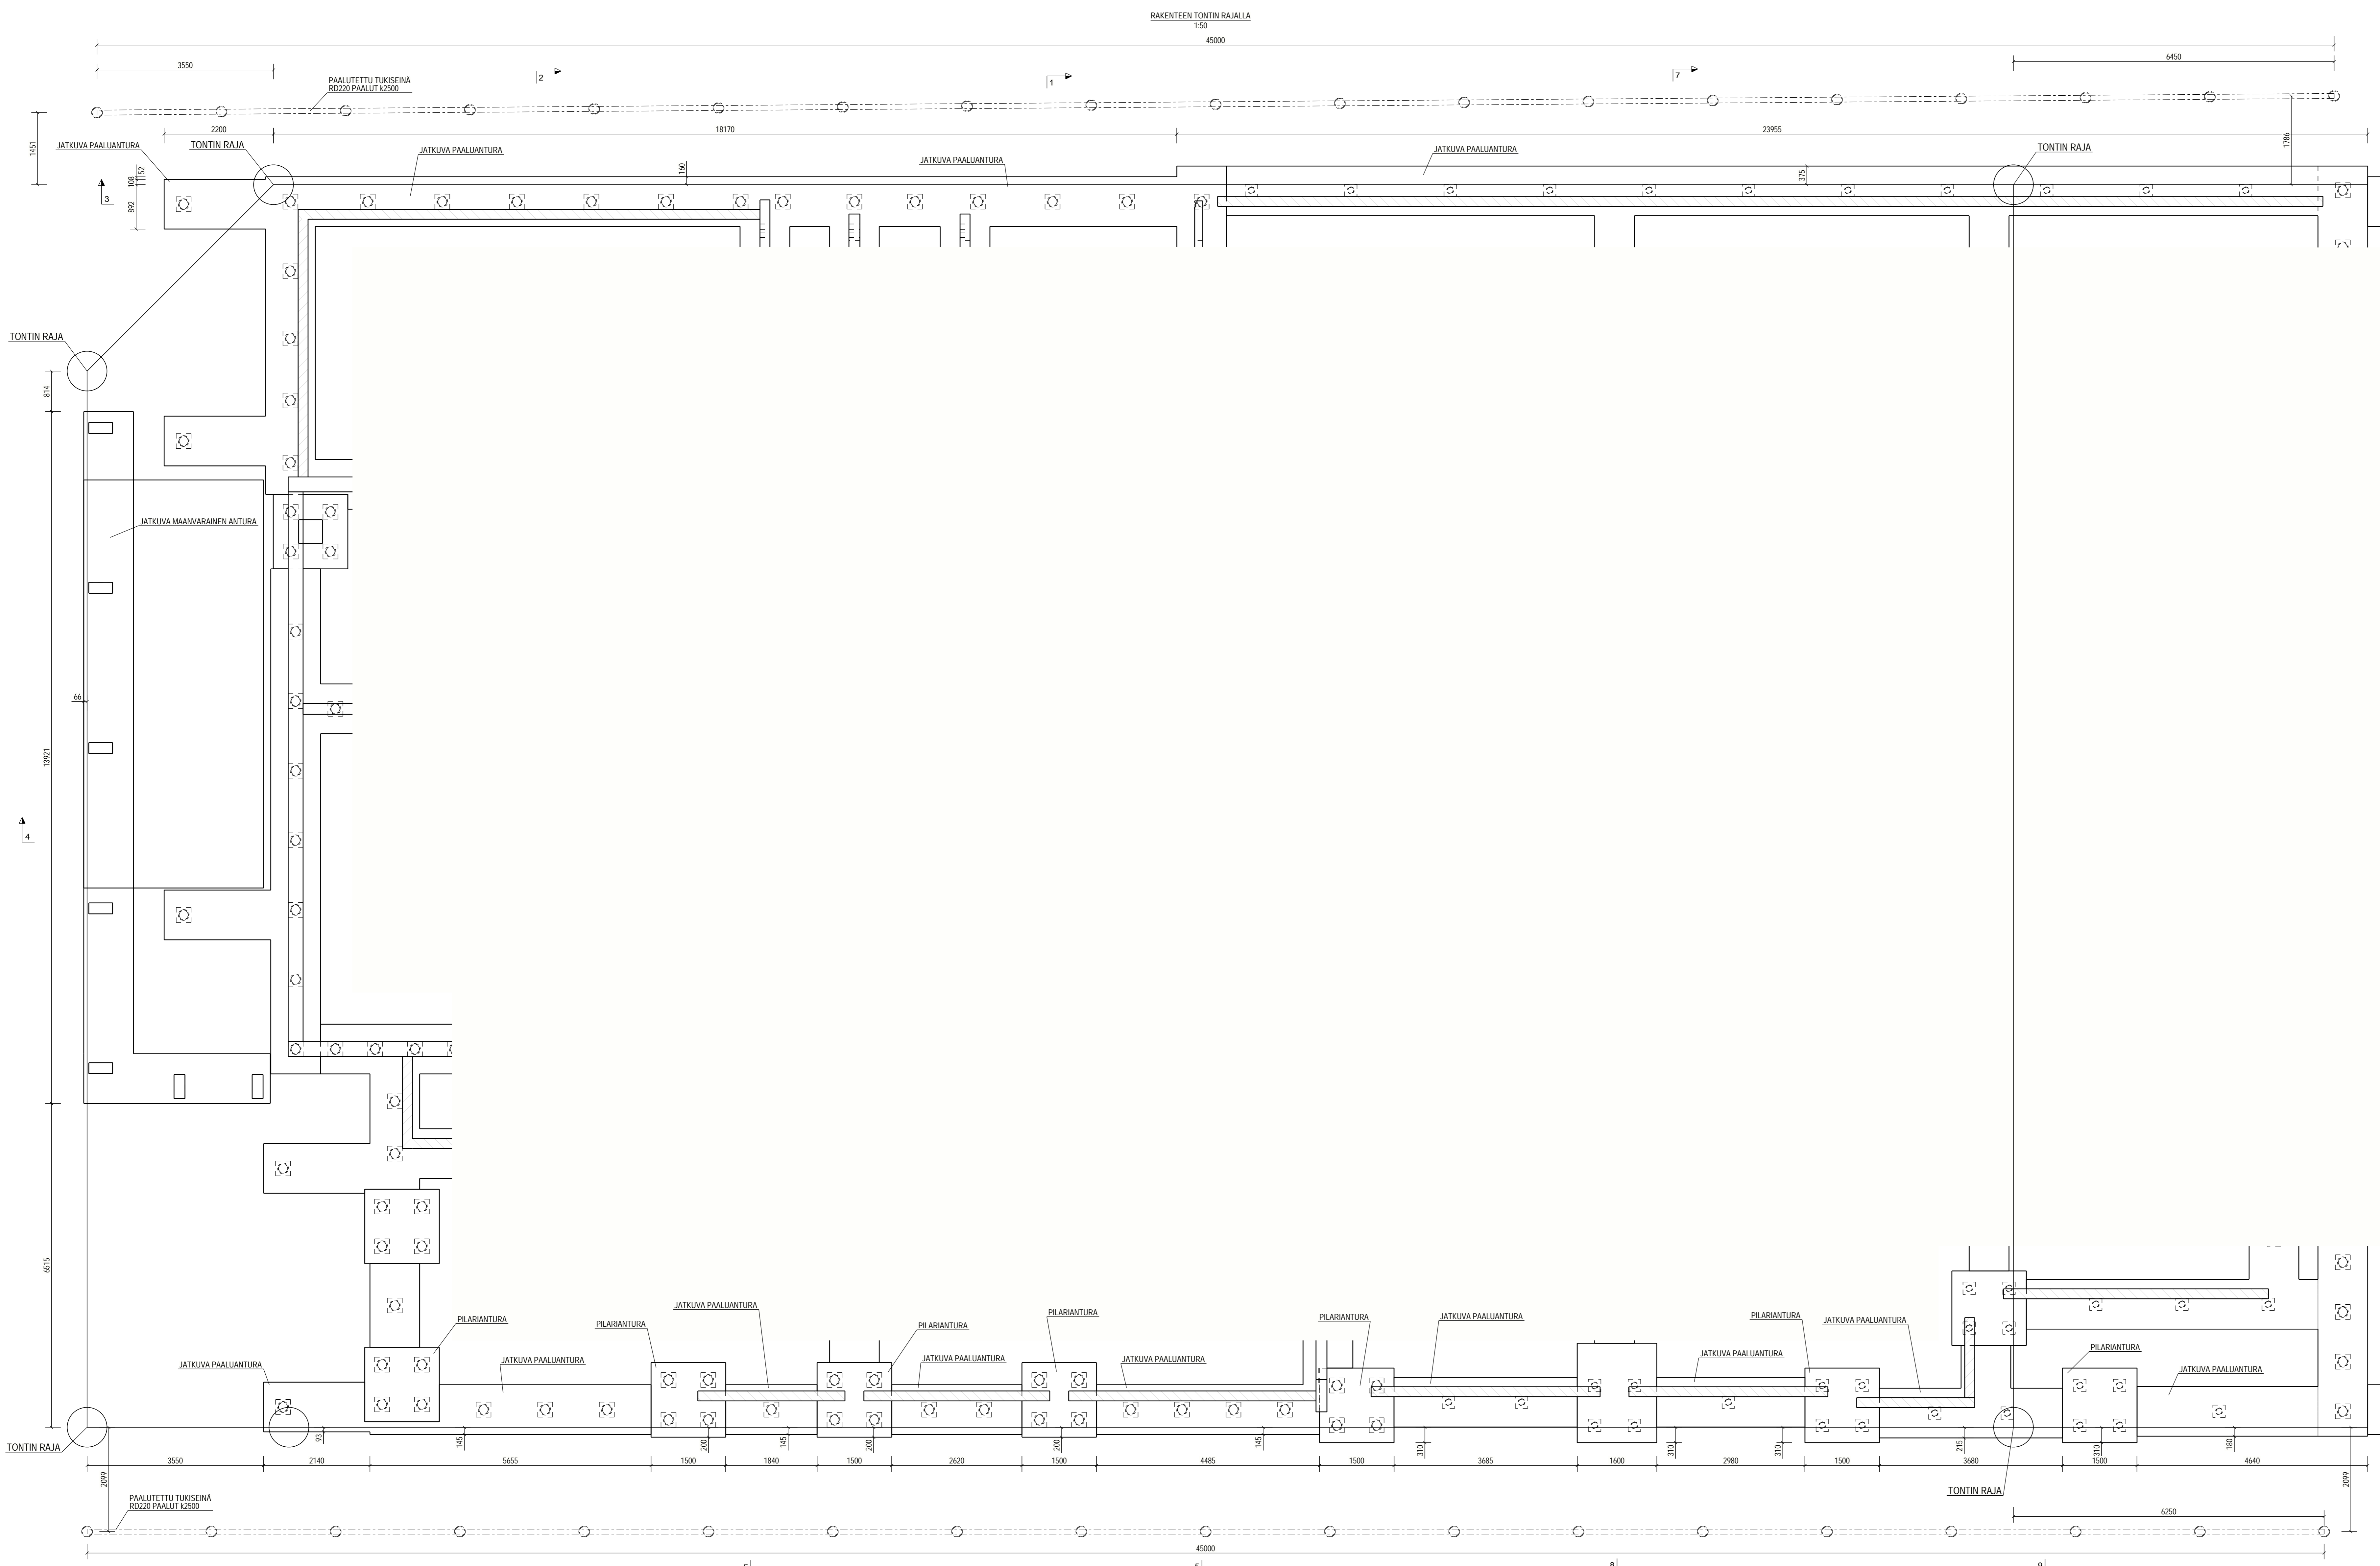 RAKENTEEN TONTIN RAJALLA
1:50
45000
3550
6450
2
1
7
PAALUTETTU TUKISEINÄ
RD220 PAALUT k2500
2200
18170
23955
1451
1786
JATKUVA PAALUANTURA
TONTIN RAJA
JATKUVA PAALUANTURA
JATKUVA PAALUANTURA
JATKUVA PAALUANTURA
TONTIN RAJA
160
375
52
108
892
3
TONTIN RAJA
814
JATKUVA MAANVARAINEN ANTURA
66
13921
4
6515
JATKUVA PAALUANTURA
PILARIANTURA
JATKUVA PAALUANTURA
PILARIANTURA
JATKUVA PAALUANTURA
PILARIANTURA
JATKUVA PAALUANTURA
PILARIANTURA
JATKUVA PAALUANTURA
PILARIANTURA
JATKUVA PAALUANTURA
JATKUVA PAALUANTURA
PILARIANTURA
JATKUVA PAALUANTURA
PILARIANTURA
JATKUVA PAALUANTURA
TONTIN RAJA
93
145
200
145
200
200
145
310
310
310
215
310
180
3550
2140
5655
1500
1840
1500
2620
1500
4485
1500
3685
1600
2980
1500
3680
1500
4640
2099
2099
TONTIN RAJA
PAALUTETTU TUKISEINÄ
RD220 PAALUT k2500
6250
45000